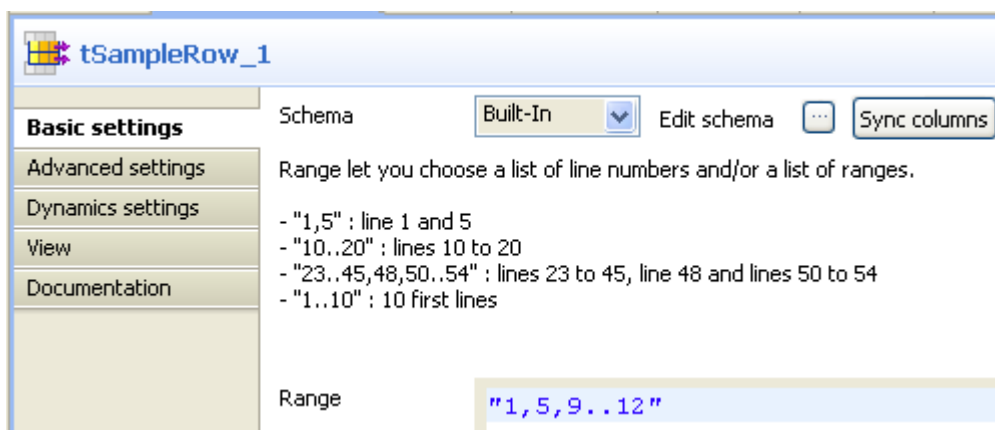 tSampleRow_1
Basic settings
Advanced settings
Dynamics settings
View
Documentation
Schema
Built-In
Edit schema
...
Sync columns
Range let you choose a list of line numbers and/or a list of ranges.
- "1,5" : line 1 and 5
- "10..20" : lines 10 to 20
- "23..45,48,50..54" : lines 23 to 45, line 48 and lines 50 to 54
- "1..10" : 10 first lines
Range
"1,5,9..12"